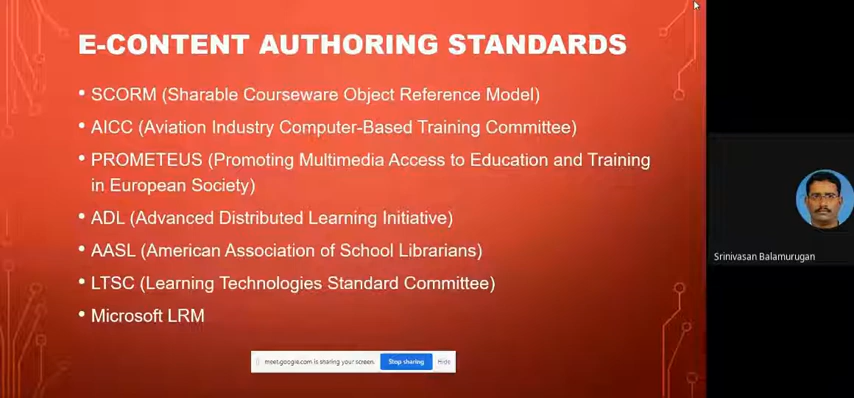 E-CONTENT AUTHORING STANDARDS
• SCORM (Sharable Courseware Object Reference Model)
• AICC (Aviation Industry Computer-Based Training Committee)
• PROMETEUS (Promoting Multimedia Access to Education and Training
in European Society)
• ADL (Advanced Distributed Learning Initiative)
• AASL (American Association of School Librarians)
• LTSC (Learning Technologies Standard Committee)
• Microsoft LRM
meet.google.com is sharing your screen. Stop sharing Hide
Srinivasan Balamurugan